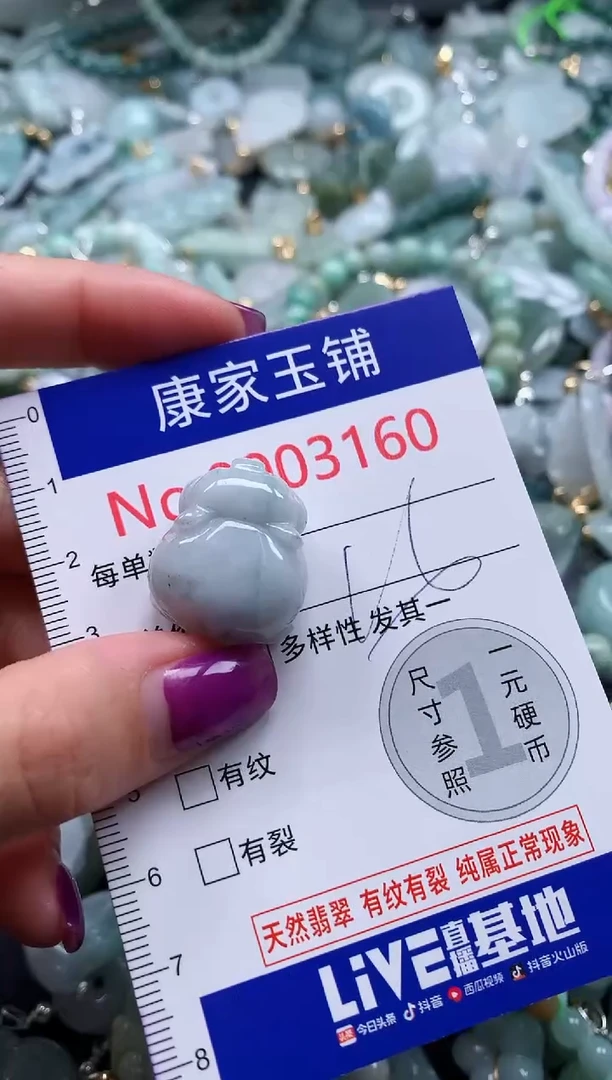 康家玉铺
0
No 003160
1
2
每单
3
多样性 发其一
尺寸参照
1
一元硬币
5
有纹
有裂
6
天然翡翠 有纹有裂 纯属正常现象
7
LiVE直播基地
头条 今日头条 抖音 西瓜视频 抖音火山版
8